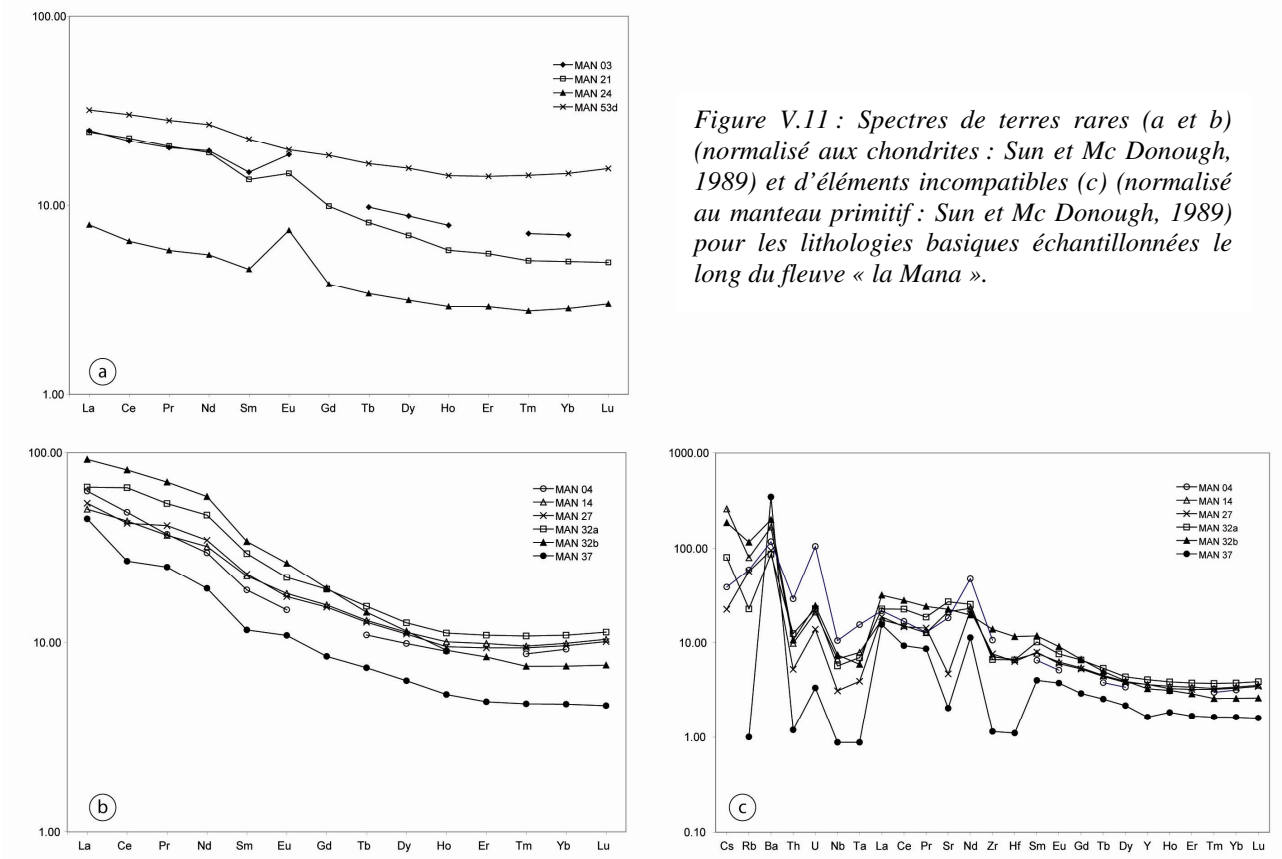 100.00
10.00
1.00
MAN 03
MAN 21
MAN 24
MAN 53d
a
La Ce Pr Nd Sm Eu Gd Tb Dy Ho Er Tm Yb Lu
Figure V.11 : Spectres de terres rares (a et b)
(normalisé aux chondrites : Sun et Mc Donough,
1989) et d'éléments incompatibles (c) (normalisé
au manteau primitif : Sun et Mc Donough, 1989)
pour les lithologies basiques échantillonnées le
long du fleuve « la Mana ».
100.00
10.00
1.00
MAN 04
MAN 14
MAN 27
MAN 32a
MAN 32b
MAN 37
b
La Ce Pr Nd Sm Eu Gd Tb Dy Ho Er Tm Yb Lu
1000.00
100.00
10.00
1.00
0.10
MAN 04
MAN 14
MAN 27
MAN 32a
MAN 32b
MAN 37
c
Cs Rb Ba Th U Nb Ta La Ce Pr Sr Nd Zr Hf Sm Eu Gd Tb Dy Y Ho Er Tm Yb Lu